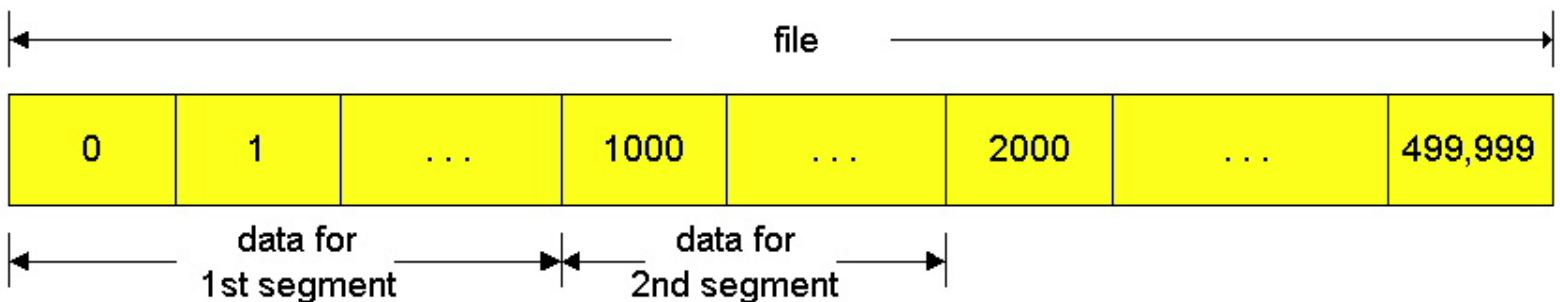 file
0 1 . . . 1000 . . . 2000 . . . 499,999
data for
1st segment
data for
2nd segment